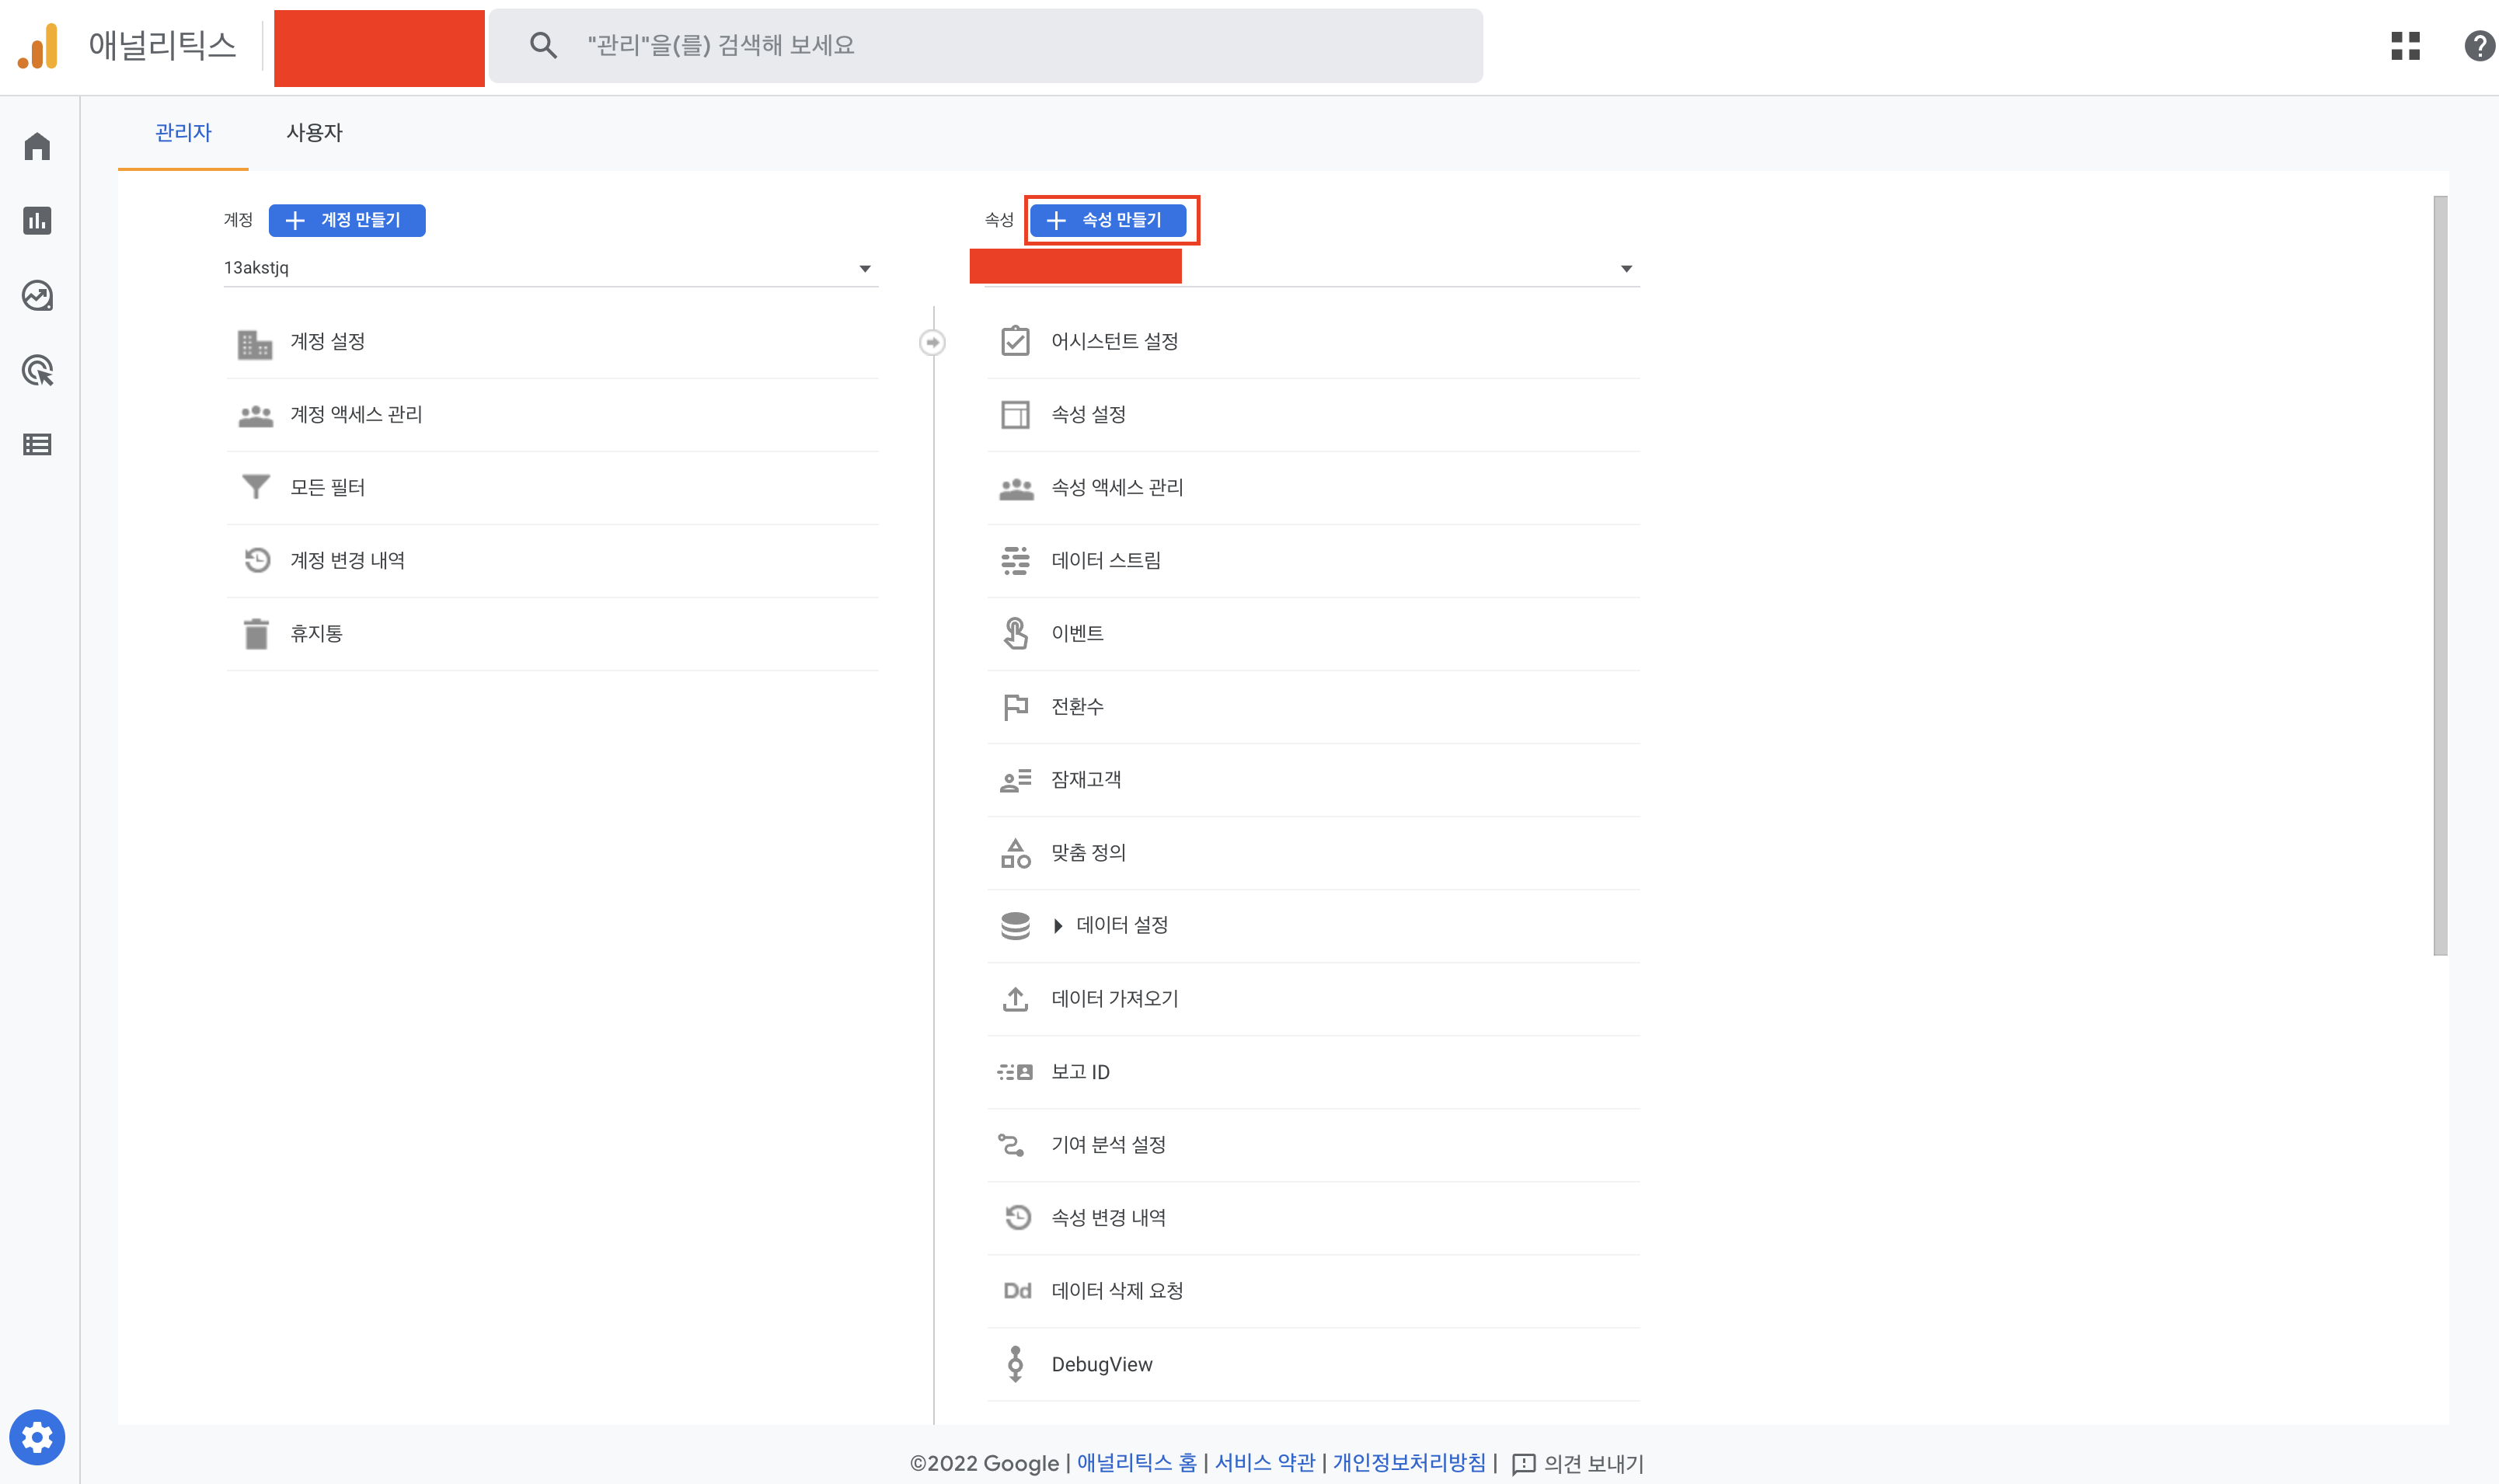 애널리틱스
"관리"을(를) 검색해 보세요
관리자
사용자
계정
계정 만들기
13akstjq
계정 설정
계정 액세스 관리
모든 필터
계정 변경 내역
휴지통
속성
속성 만들기
어시스턴트 설정
속성 설정
속성 액세스 관리
데이터 스트림
이벤트
전환수
잠재고객
맞춤 정의
데이터 설정
데이터 가져오기
보고 ID
기여 분석 설정
속성 변경 내역
Dd 데이터 삭제 요청
DebugView
©2022 Google | 애널리틱스 홈 | 서비스 약관 | 개인정보처리방침 | 의견 보내기